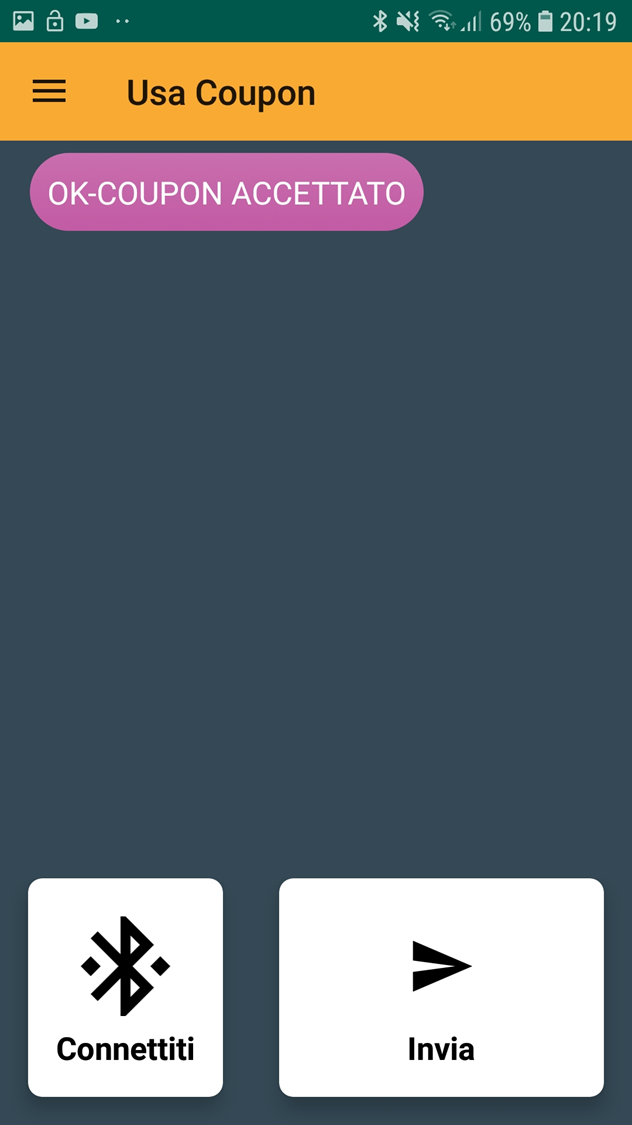 69% 20:19
Usa Coupon
OK-COUPON ACCETTATO
Connettiti
Invia